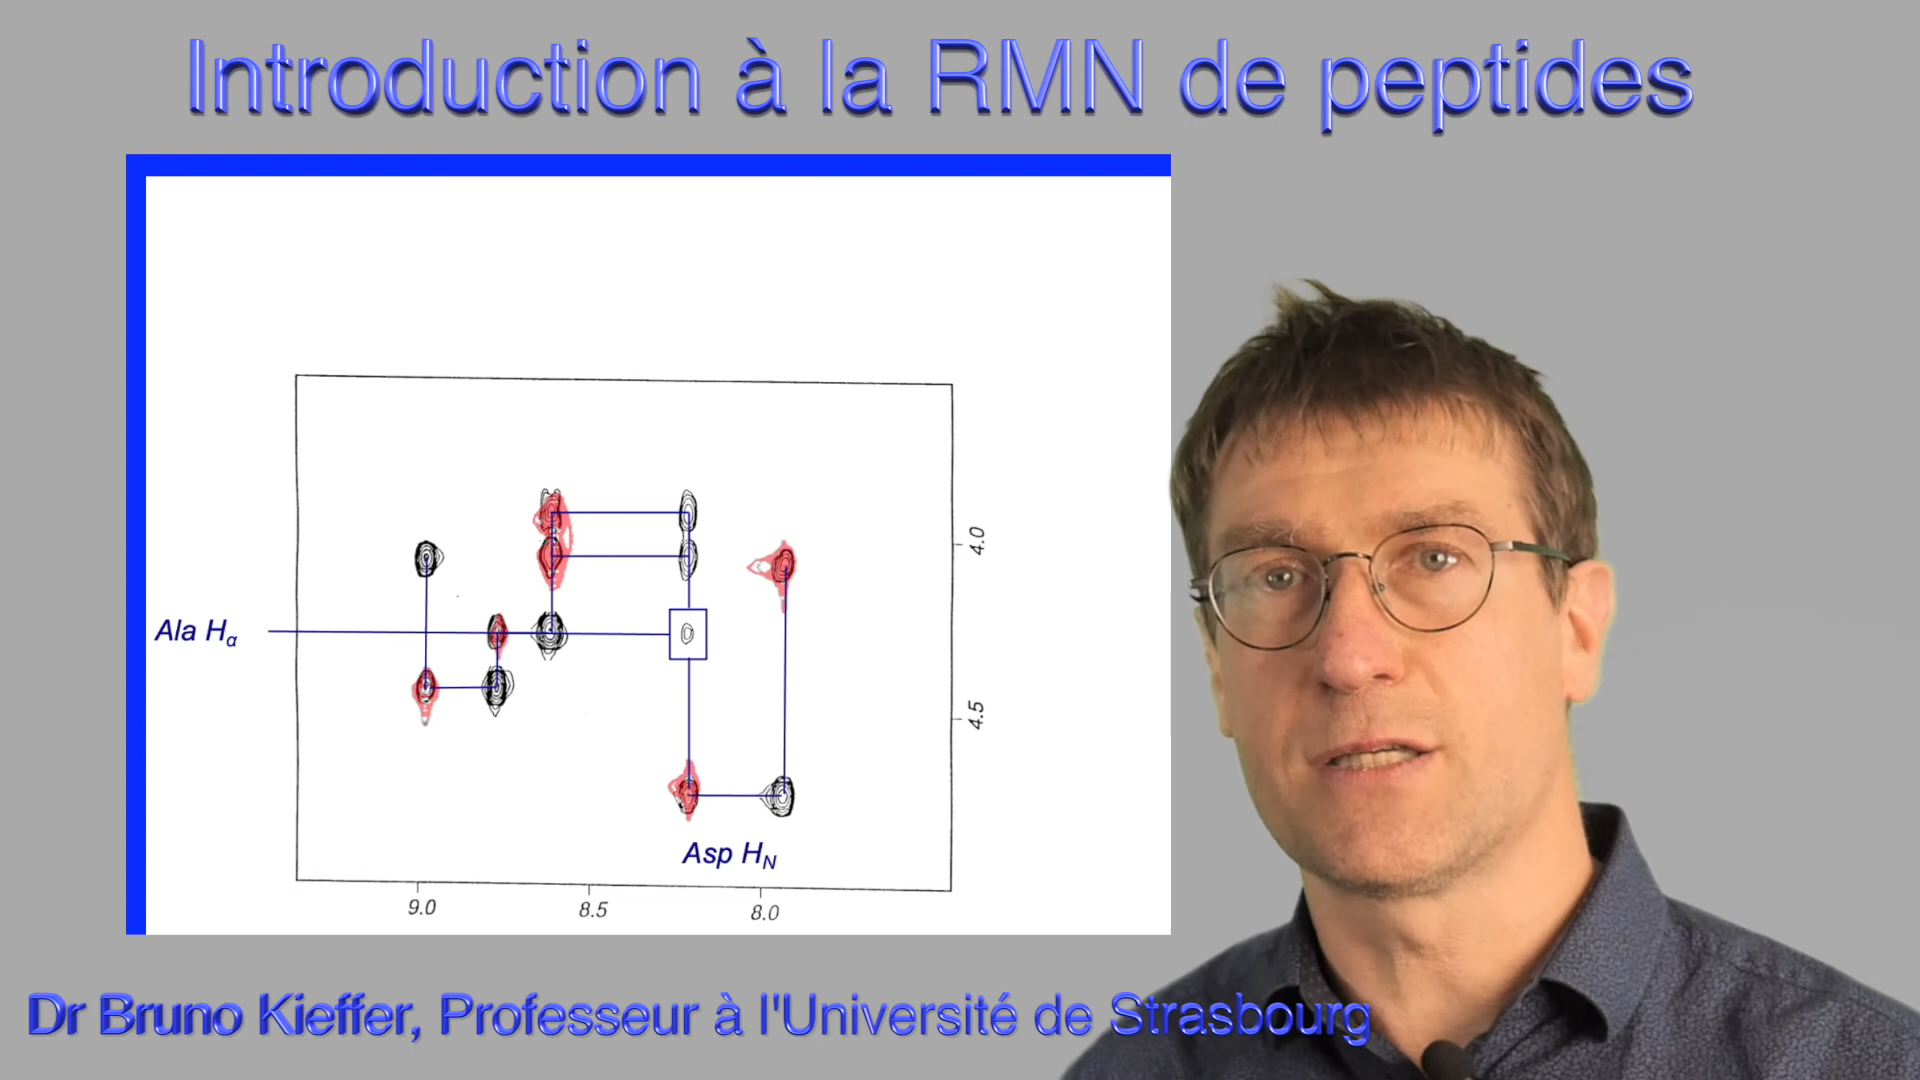 Introduction à la RMN de peptides
4.0
Ala Hα
4.5
Asp HN
9.0 8.5 8.0
Dr Bruno Kieffer, Professeur à l'Université de Strasbourg